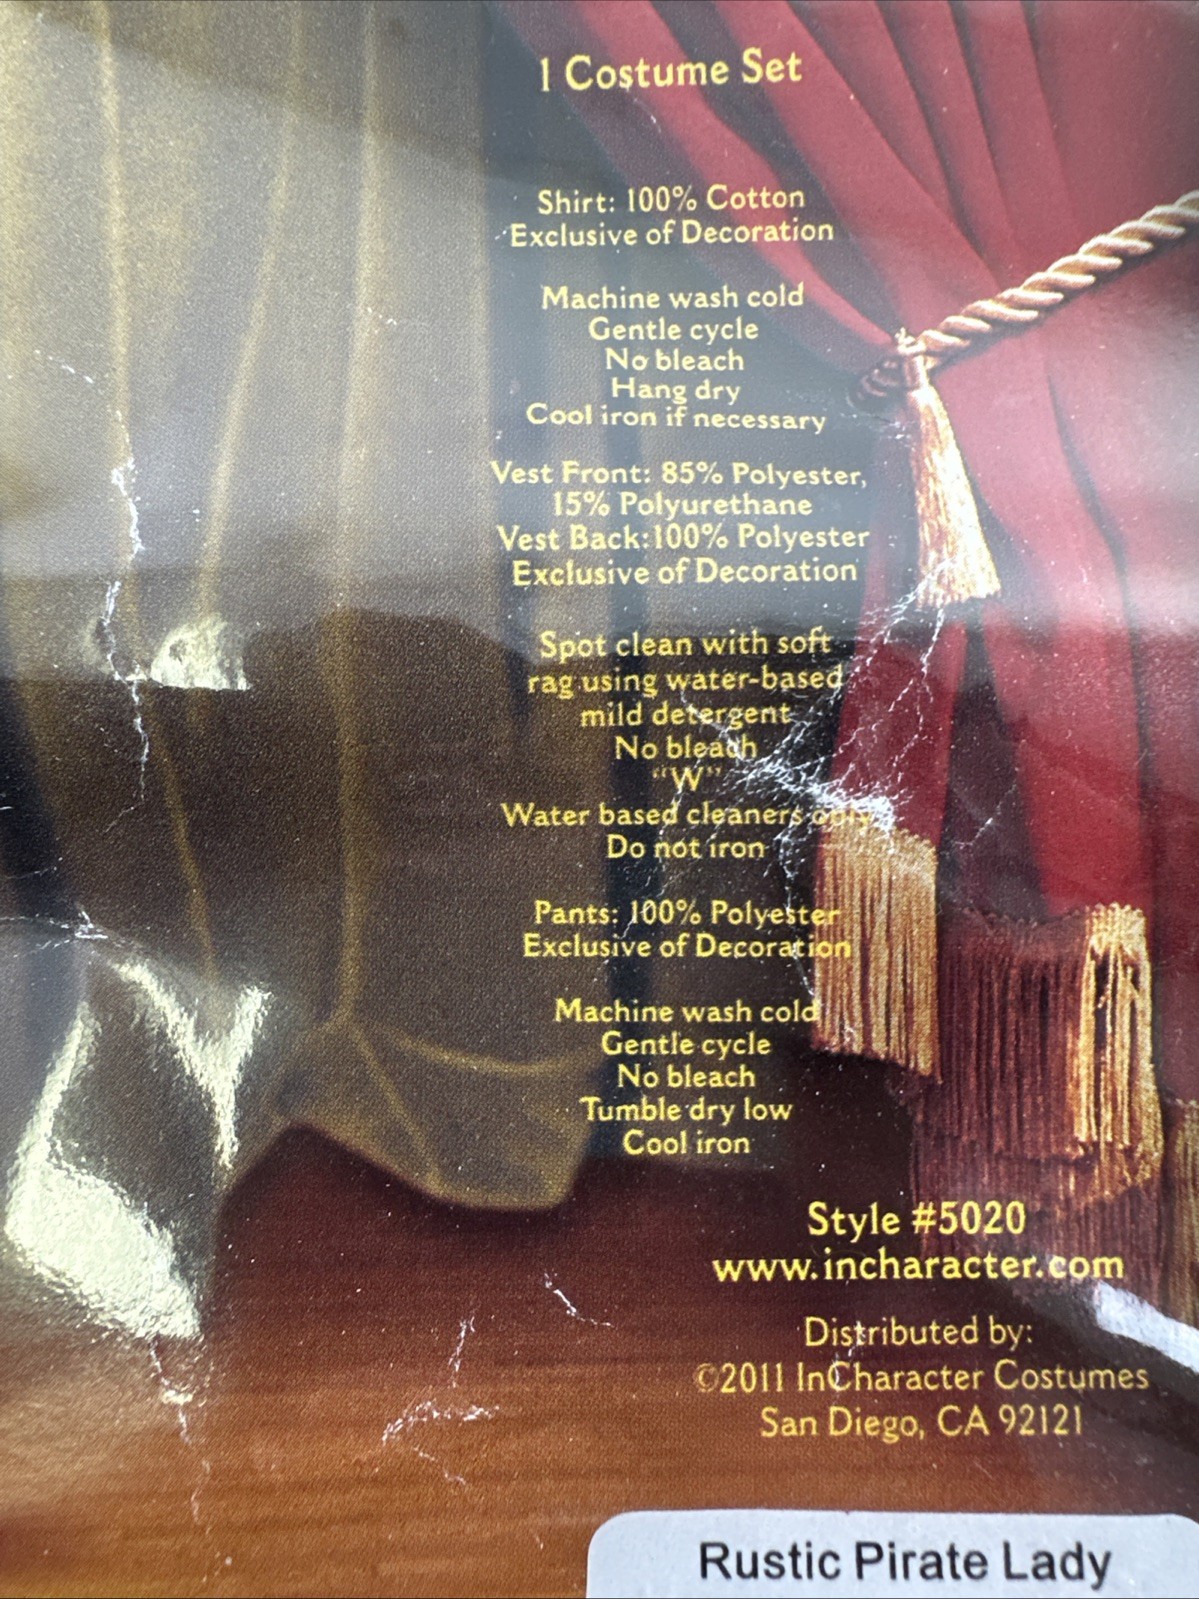 1 Costume Set
Shirt: 100% Cotton
Exclusive of Decoration
Machine wash cold
Gentle cycle
No bleach
Hang dry
Cool iron if necessary
Vest Front: 85% Polyester,
15% Polyurethane
Vest Back:100% Polyester
Exclusive of Decoration
Spot clean with soft
rag using water-based
mild detergent
No bleach
“W”
Water based cleaners only
Do not iron
Pants: 100% Polyester
Exclusive of Decoration
Machine wash cold
Gentle cycle
No bleach
Tumble dry low
Cool iron
Style #5020
www.incharacter.com
Distributed by:
©2011 InCharacter Costumes
San Diego, CA 92121
Rustic Pirate Lady